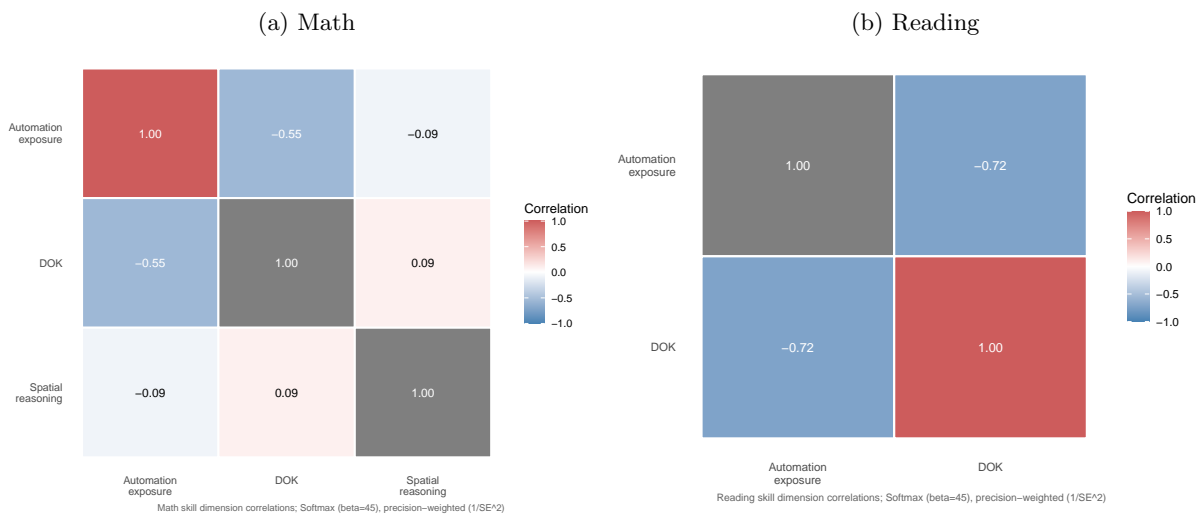 (a) Math
Automation
exposure
1.00
−0.55
−0.09
DOK
−0.55
1.00
0.09
Spatial
reasoning
−0.09
0.09
1.00
Automation
exposure
DOK
Spatial
reasoning
Math skill dimension correlations; Softmax (beta=45), precision−weighted (1/SE^2)
Correlation
1.0
0.5
0.0
−0.5
−1.0
(b) Reading
Automation
exposure
1.00
−0.72
DOK
−0.72
1.00
Automation
exposure
DOK
Reading skill dimension correlations; Softmax (beta=45), precision−weighted (1/SE^2)
Correlation
1.0
0.5
0.0
−0.5
−1.0